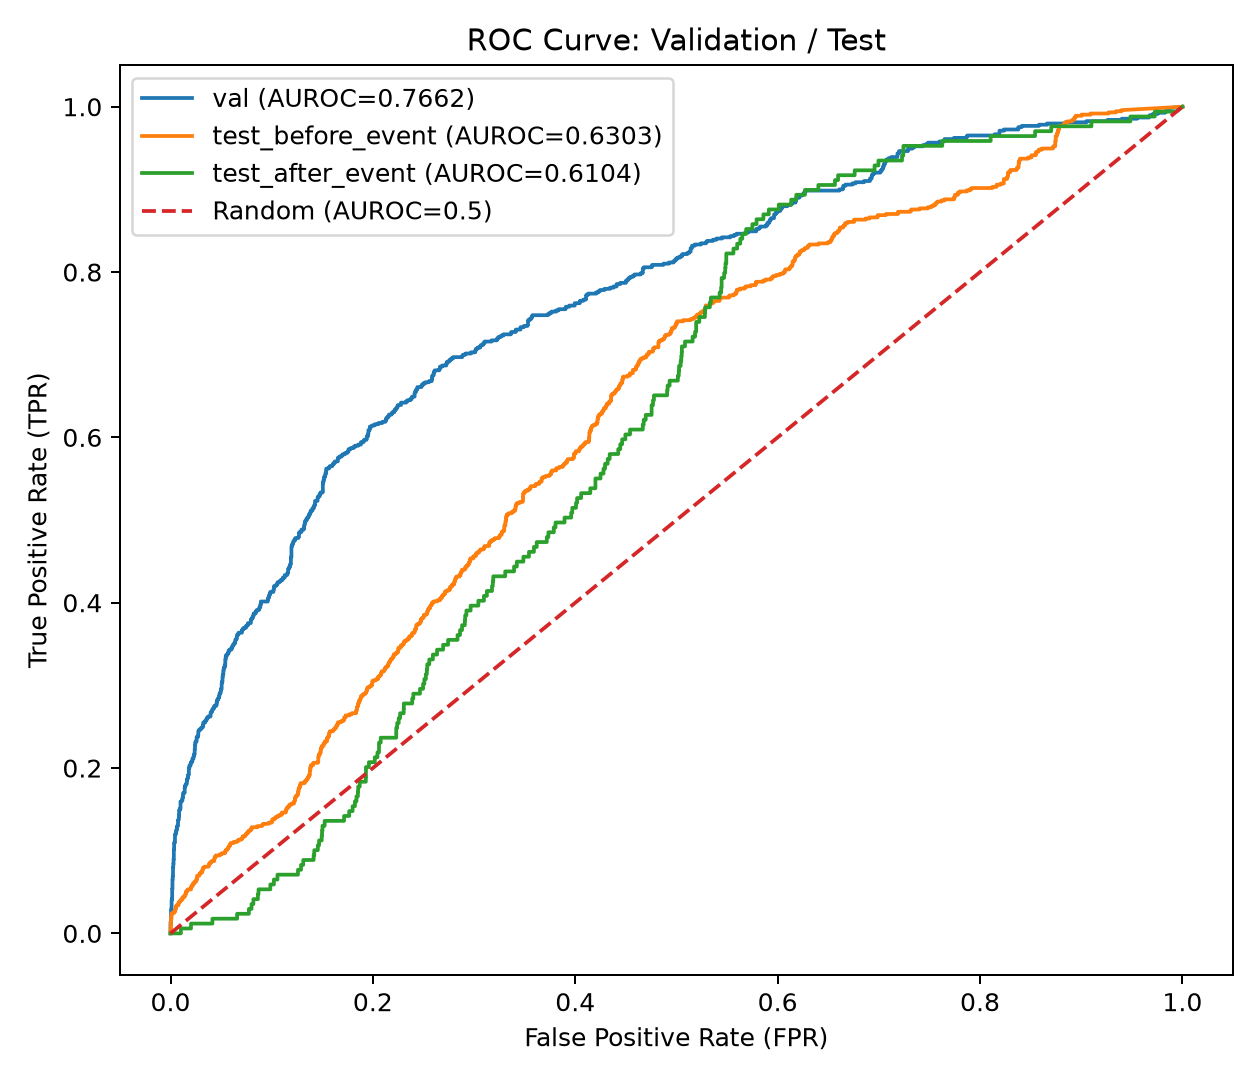 ROC Curve: Validation / Test
val (AUROC=0.7662)
test_before_event (AUROC=0.6303)
test_after_event (AUROC=0.6104)
Random (AUROC=0.5)
True Positive Rate (TPR)
1.0
0.8
0.6
0.4
0.2
0.0
0.0 0.2 0.4 0.6 0.8 1.0
False Positive Rate (FPR)